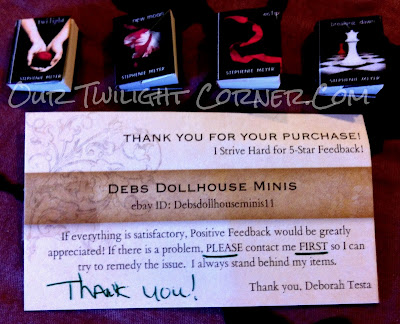 twilight
new moon
eclipse
breaking dawn
STEPHENIE MEYER
STEPHENIE MEYER
STEPHENIE MEYER
STEPHENIE MEYER
OUR TWILIGHT CORNER.COM
THANK YOU FOR YOUR PURCHASE!
I Strive Hard for 5-Star Feedback!
DEBS DOLLHOUSE MINIS
ebay ID: Debsdollhouseminis11
If everything is satisfactory, Positive Feedback would be greatly
appreciated! If there is a problem, PLEASE contact me FIRST so I can
try to remedy the issue.  I always stand behind my items.
THANK YOU!
Thank you, Deborah Testa